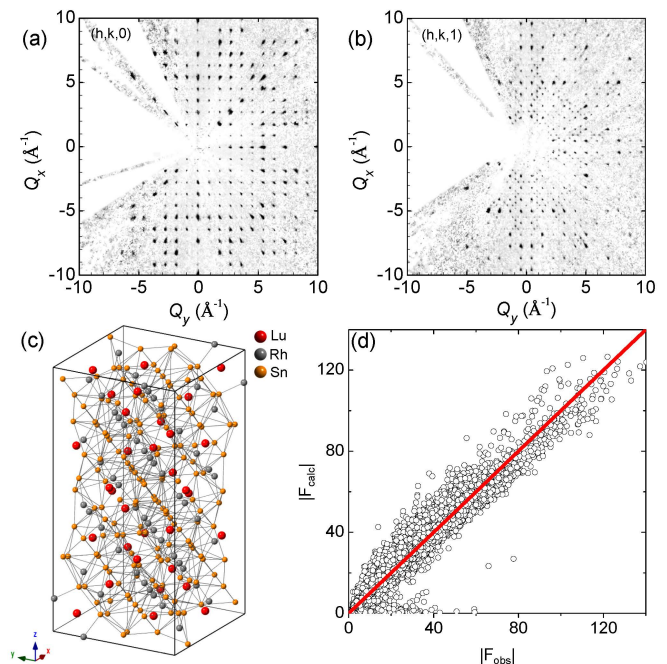 (a)
(h,k,0)
10
5
0
-5
-10
Qx (Å⁻¹)
-10
-5
0
5
10
Qy (Å⁻¹)
(b)
(h,k,1)
10
5
0
-5
-10
Qx (Å⁻¹)
-10
-5
0
5
10
Qy (Å⁻¹)
(c)
Lu
Rh
Sn
z
y
x
(d)
120
80
40
0
|Fcalc|
0
40
80
120
|Fobs|